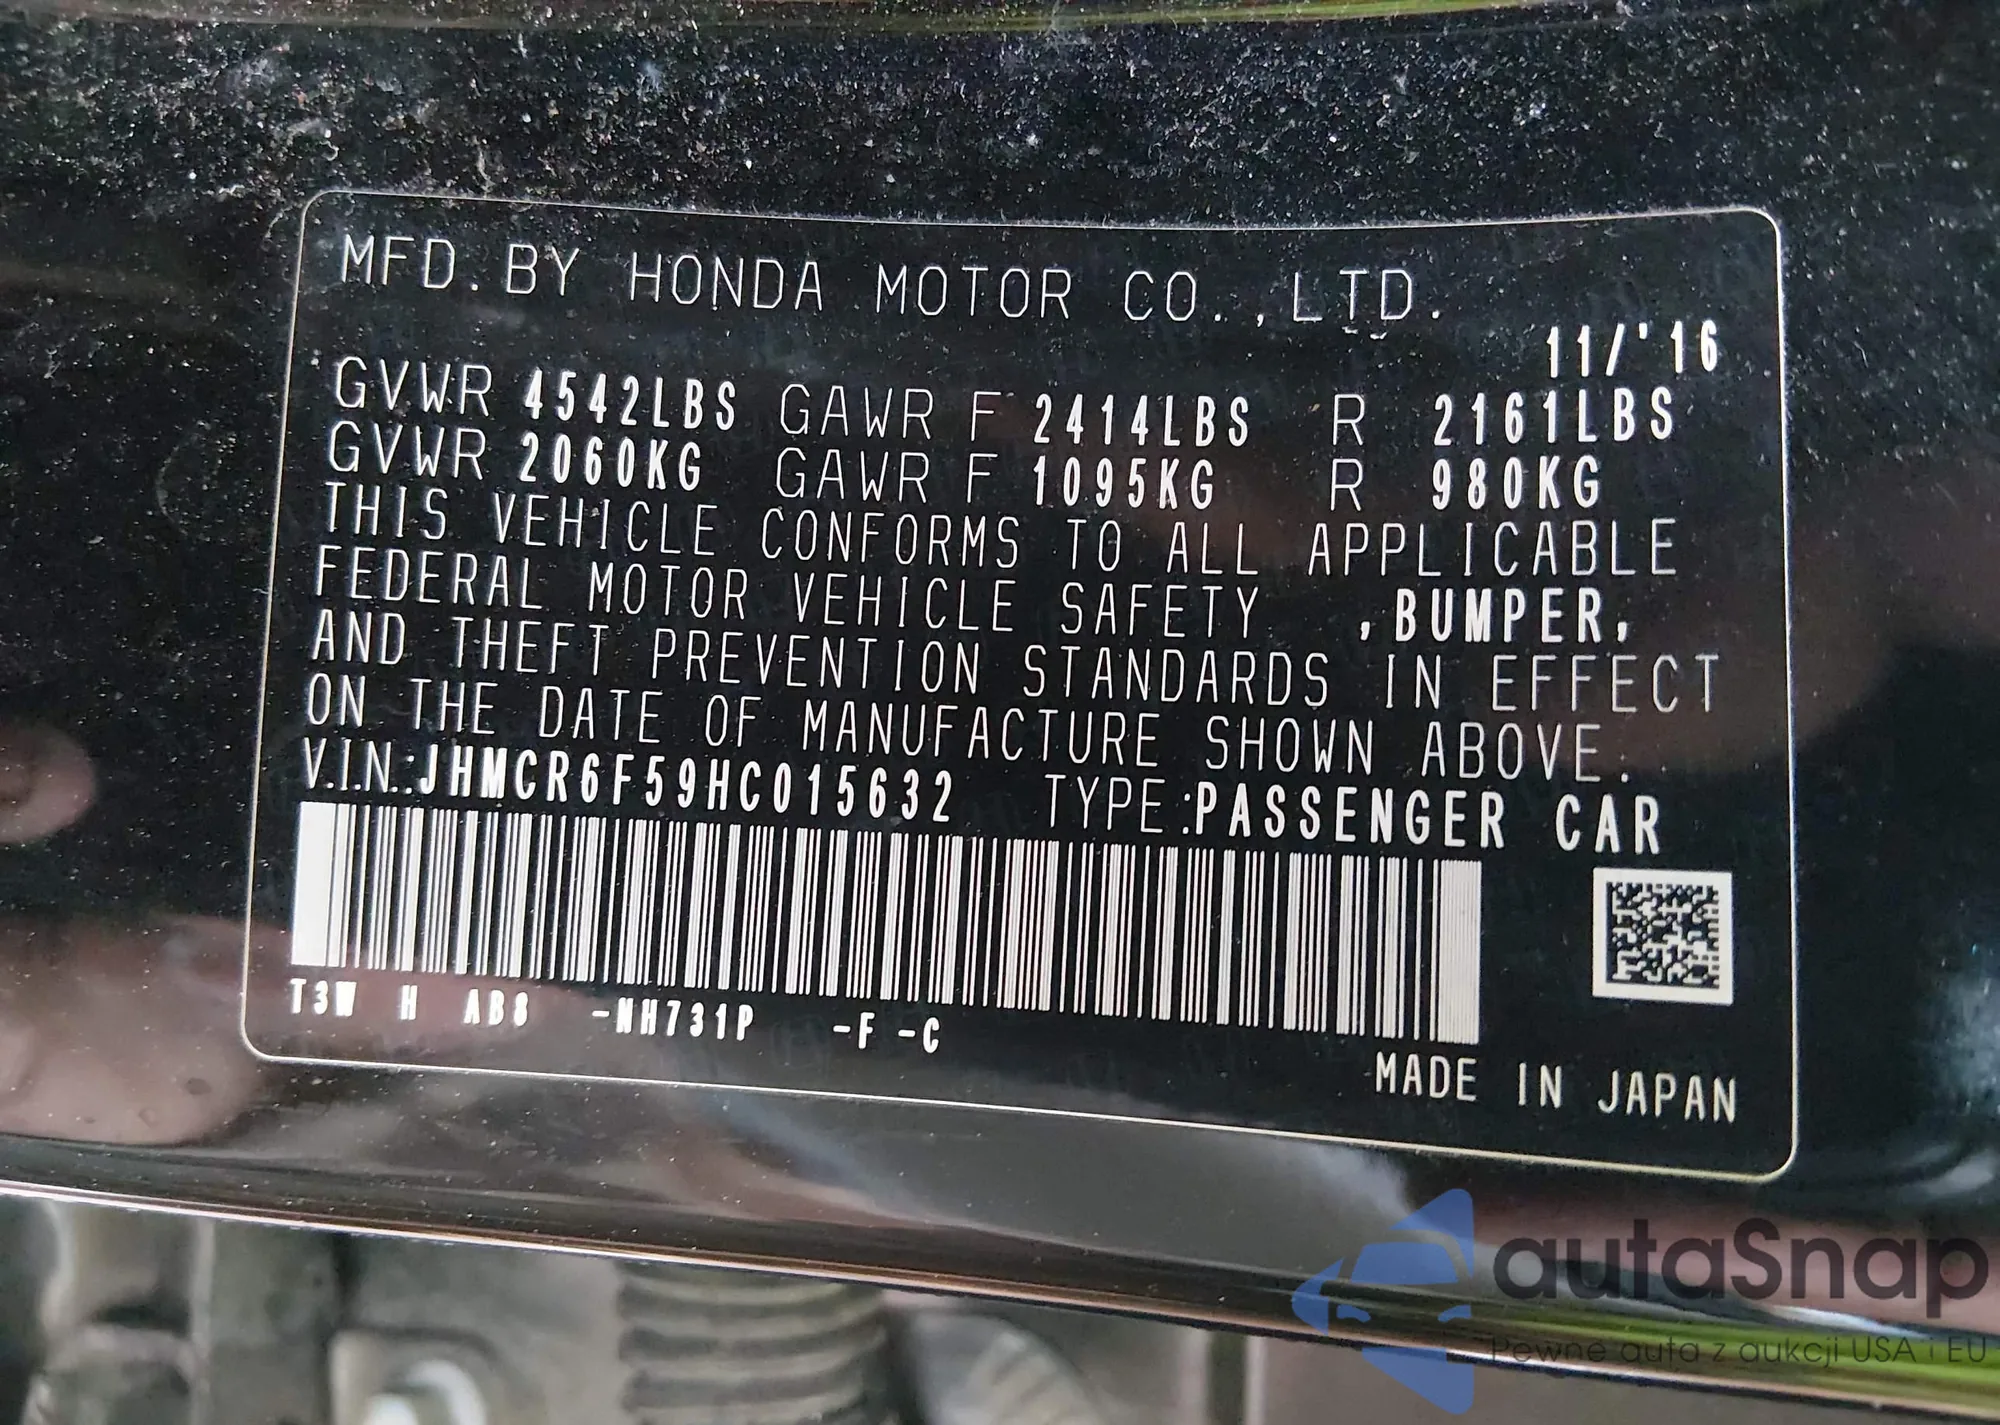 MFD. BY HONDA MOTOR CO., LTD.
11/'16
GVWR 4542LBS GAWR F 2414LBS R 2161LBS
GVWR 2060KG GAWR F 1095KG R 980KG
THIS VEHICLE CONFORMS TO ALL APPLICABLE
FEDERAL MOTOR VEHICLE SAFETY ,BUMPER,
AND THEFT PREVENTION STANDARDS IN EFFECT
ON THE DATE OF MANUFACTURE SHOWN ABOVE.
V.I.N.:JHMCR6F59HC015632 TYPE:PASSENGER CAR
T3W H AB8 -NH731P -F -C
MADE IN JAPAN
autaSnap
Pewne auta z aukcji USA i EU